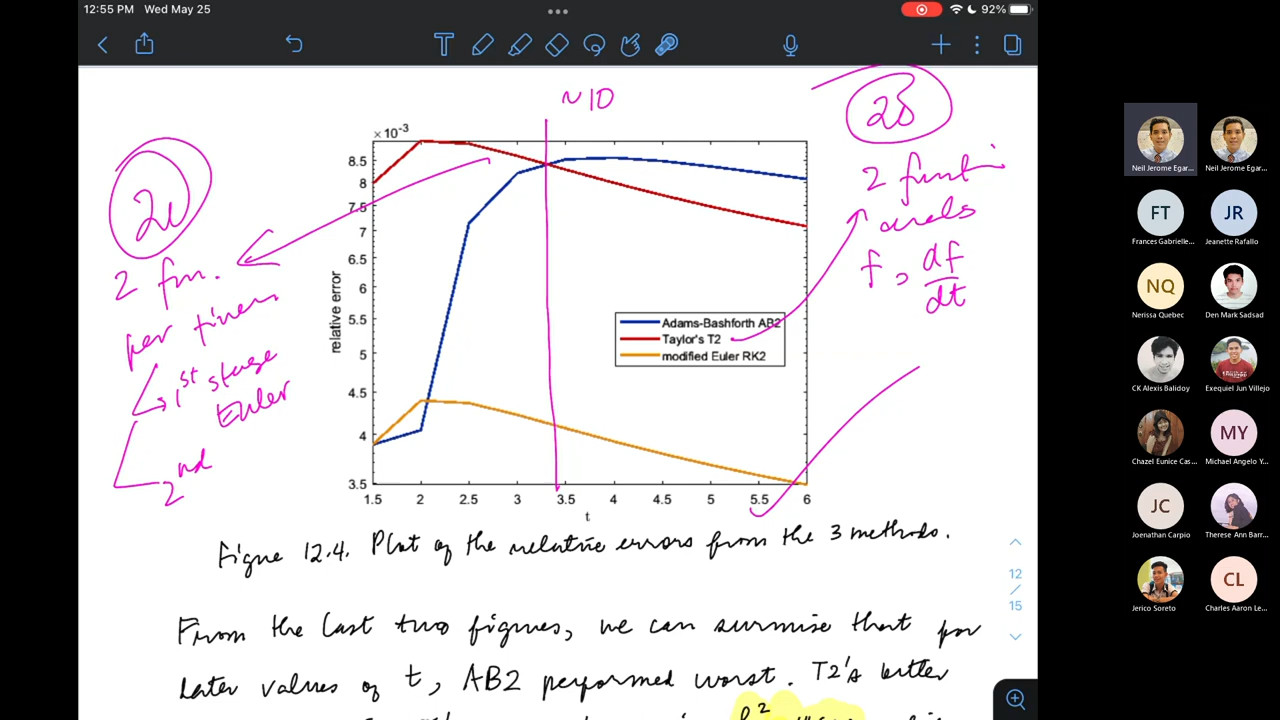 12:55 PM Wed May 25
92%
~10
20
2 fun.
per
1st stage
Euler
2nd
2
f, df
dt
× 10-3
8.5
8
7.5
7
6.5
6
5.5
5
4.5
4
3.5
relative error
1.5 2 2.5 3 3.5 4 4.5 5 5.5 6
t
Adams-Bashforth AB2
Taylor's T2
modified Euler RK2
Figure 12.4. Plot of the relative errors from the 3 methods.
From the last two figures, we can surmise that for
later values of t, AB2 performed worst. T2's better
12
15
Neil Jerome Egar...
Neil Jerome Egar...
FT
Frances Gabrielle...
JR
Jeanette Rafallo
NQ
Nerissa Quebec
Den Mark Sadsad
CK Alexis Balidoy
Exequiel Jun Villejo
Chazel Eunice Cas...
MY
Michael Angelo Y...
JC
Joenathan Carpio
Therese Ann Barr...
Jerico Soreto
CL
Charles Aaron Le...